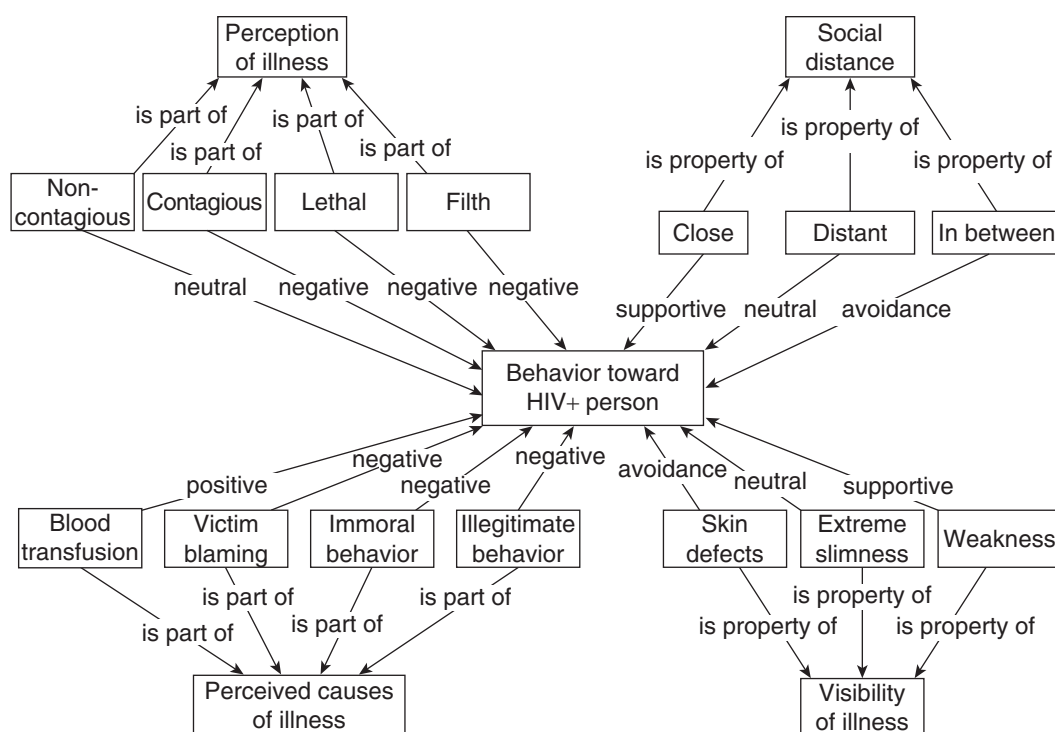 Perception
of illness
Social
distance
is part of
is part of
is part of
is part of
is property of
is property of
is property of
Non-
contagious
Contagious
Lethal
Filth
Close
Distant
In between
neutral
negative
negative
negative
supportive
neutral
avoidance
Behavior toward
HIV+ person
positive
negative
negative
negative
avoidance
neutral
supportive
Blood
transfusion
Victim
blaming
Immoral
behavior
Illegitimate
behavior
Skin
defects
Extreme
slimness
Weakness
is part of
is part of
is part of
is part of
is property of
is property of
is property of
Perceived causes
of illness
Visibility
of illness